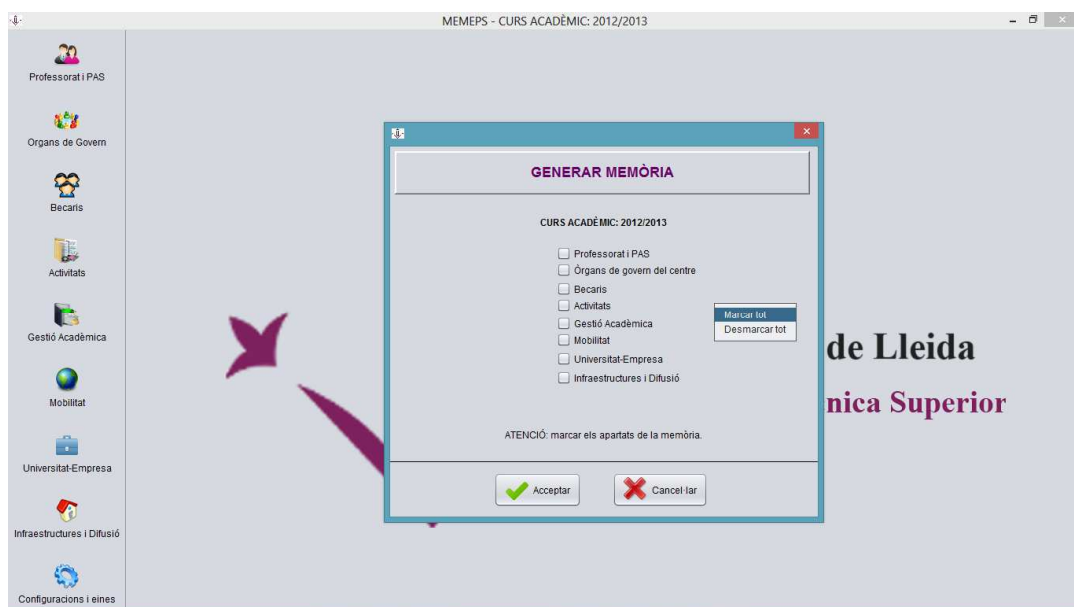 MEMEPS - CURS ACADÈMIC: 2012/2013
Professorat i PAS
Organs de Govern
Becaris
Activitats
Gestió Acadèmica
Mobilitat
Universitat-Empresa
Infraestructures i Difusió
Configuracions i eines
GENERAR MEMÒRIA
CURS ACADÈMIC: 2012/2013
Professorat i PAS
Òrgans de govern del centre
Becaris
Activitats
Gestió Acadèmica
Mobilitat
Universitat-Empresa
Infraestructures i Difusió
Marcar tot
Desmarcar tot
ATENCIÓ: marcar els apartats de la memòria.
Acceptar
Cancel·lar
de Lleida
nica Superior